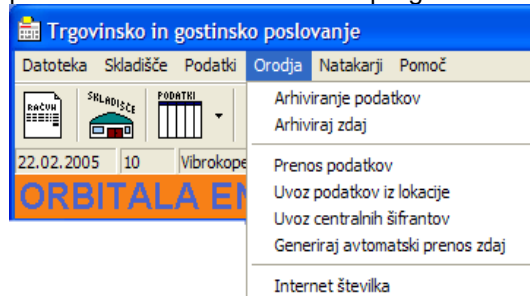 Trgovinsko in gostinsko poslovanje
Datoteka Skladišče Podatki Orodja Natakarji Pomoč
RAČUN SKLADIŠČE PODATKI
22.02.2005 10 Vibrokope
ORBITALA
Arhiviranje podatkov
Arhiviraj zdaj
Prenos podatkov
Uvoz podatkov iz lokacije
Uvoz centralnih šifrantov
Generiraj avtomatski prenos zdaj
Internet številka